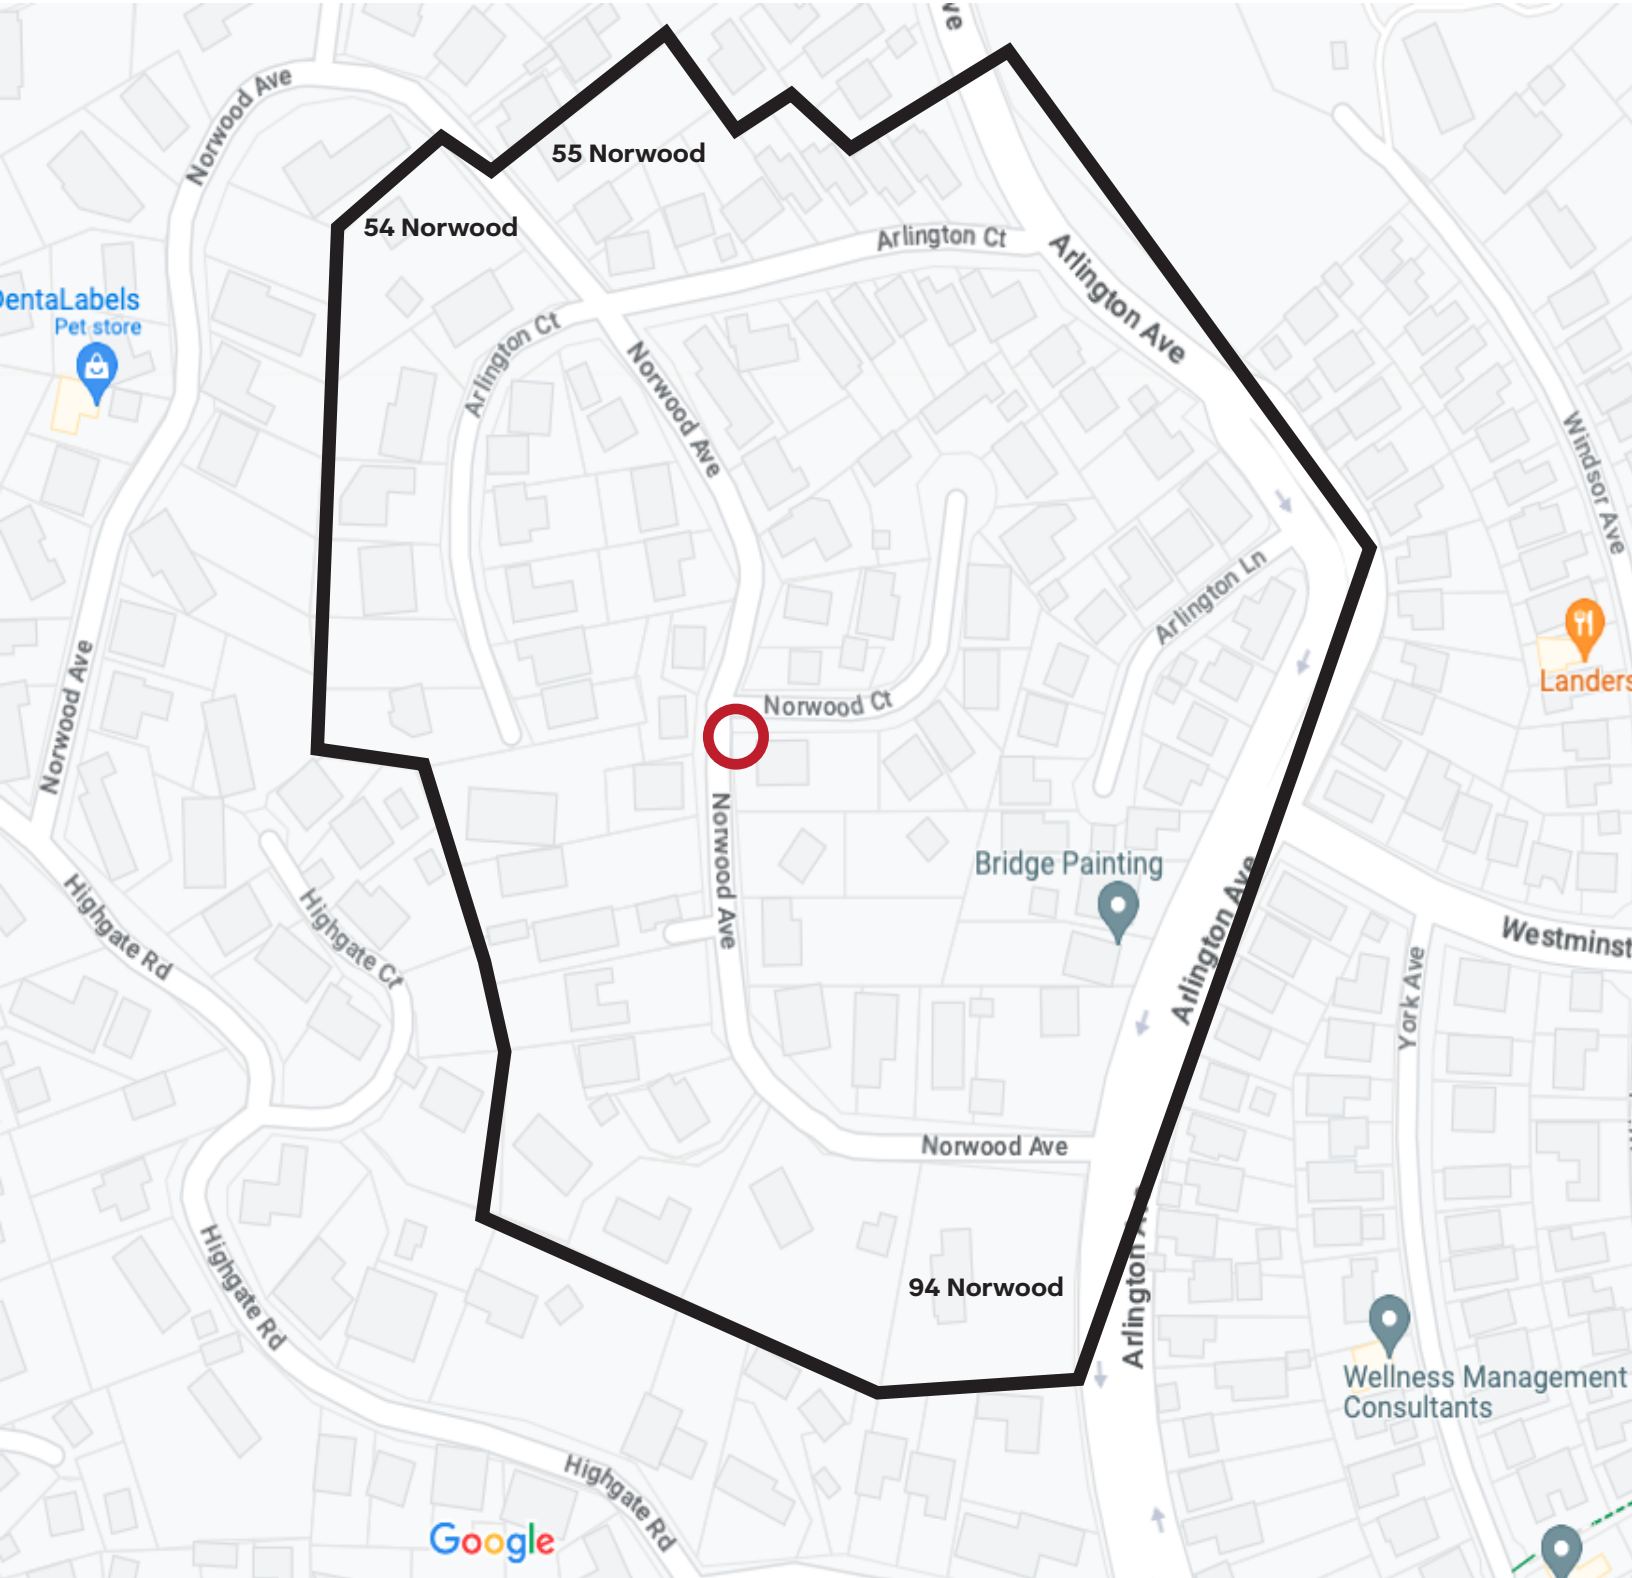 ve
Norwood Ave
55 Norwood
54 Norwood
Arlington Ct
Arlington Ave
DentaLabels
Pet store
Arlington Ct
Norwood Ave
Windsor Ave
Arlington Ln
Landers
Norwood Ave
Norwood Ct
Norwood Ave
Bridge Painting
Arlington Ave
Highgate Rd
Highgate Ct
Westminst
York Ave
Norwood Ave
Arlington Ave
94 Norwood
Highgate Rd
Wellness Management
Consultants
Highgate Rd
Google